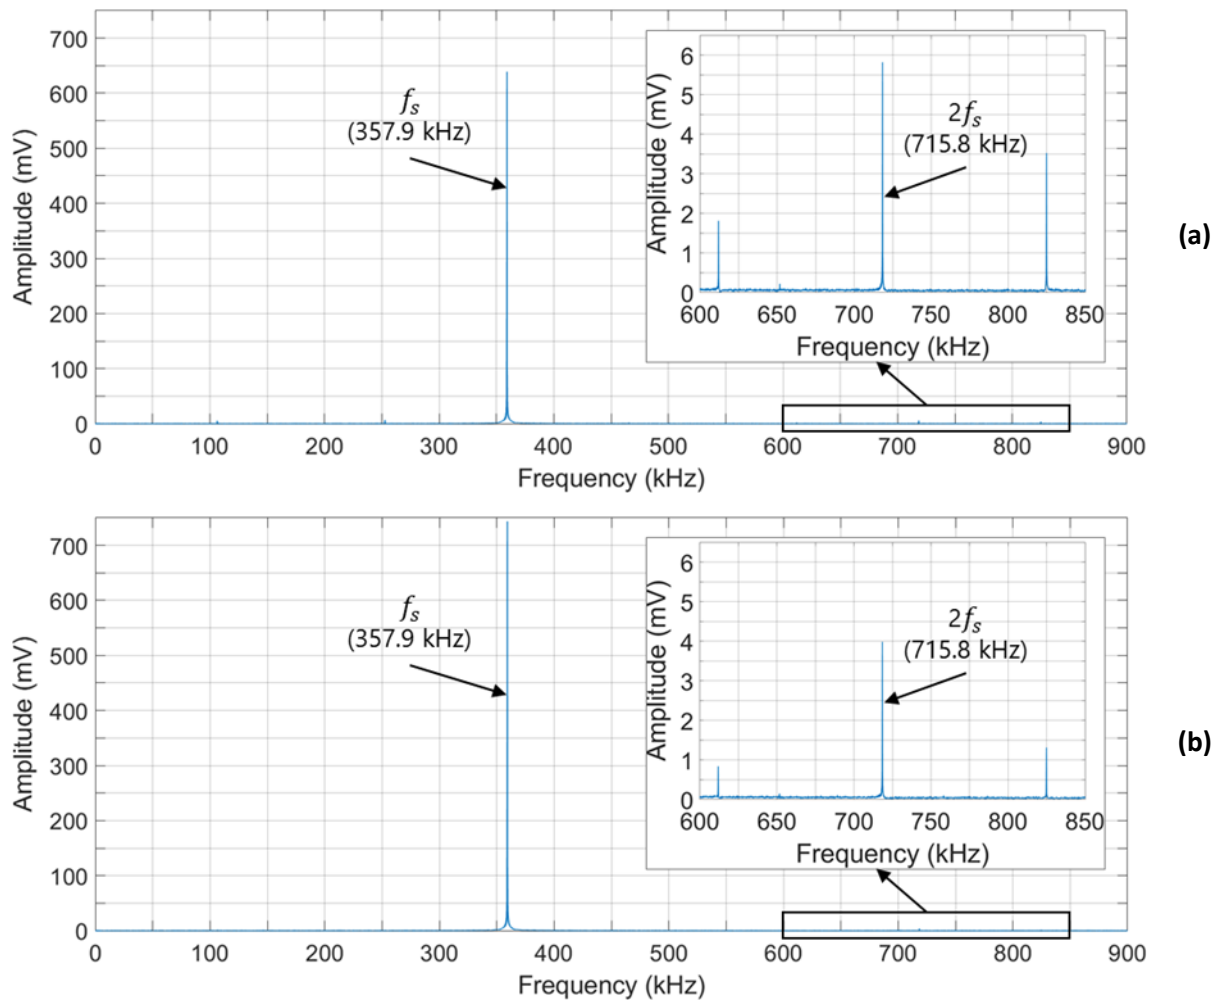 700
600
500
400
300
200
100
0
Amplitude (mV)
0 100 200 300 400 500 600 700 800 900
Frequency (kHz)
fₛ
(357.9 kHz)
6
5
4
3
2
1
0
Amplitude (mV)
2fₛ
(715.8 kHz)
600 650 700 750 800 850
Frequency (kHz)
(a)
700
600
500
400
300
200
100
0
Amplitude (mV)
0 100 200 300 400 500 600 700 800 900
Frequency (kHz)
fₛ
(357.9 kHz)
6
5
4
3
2
1
0
Amplitude (mV)
2fₛ
(715.8 kHz)
600 650 700 750 800 850
Frequency (kHz)
(b)